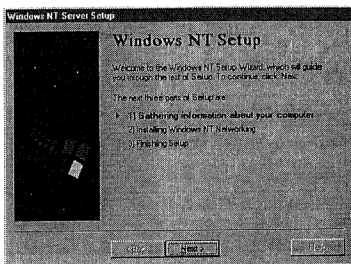 Windows NT Server Setup
Windows NT Setup
Welcome to the Windows NT Setup Wizard, which will guide
you through the rest of Setup. To continue, click Next.
The next three parts of Setup are:
1) Gathering information about your computer
2) Installing Windows NT Networking
3) Finishing Setup
Next >
Help